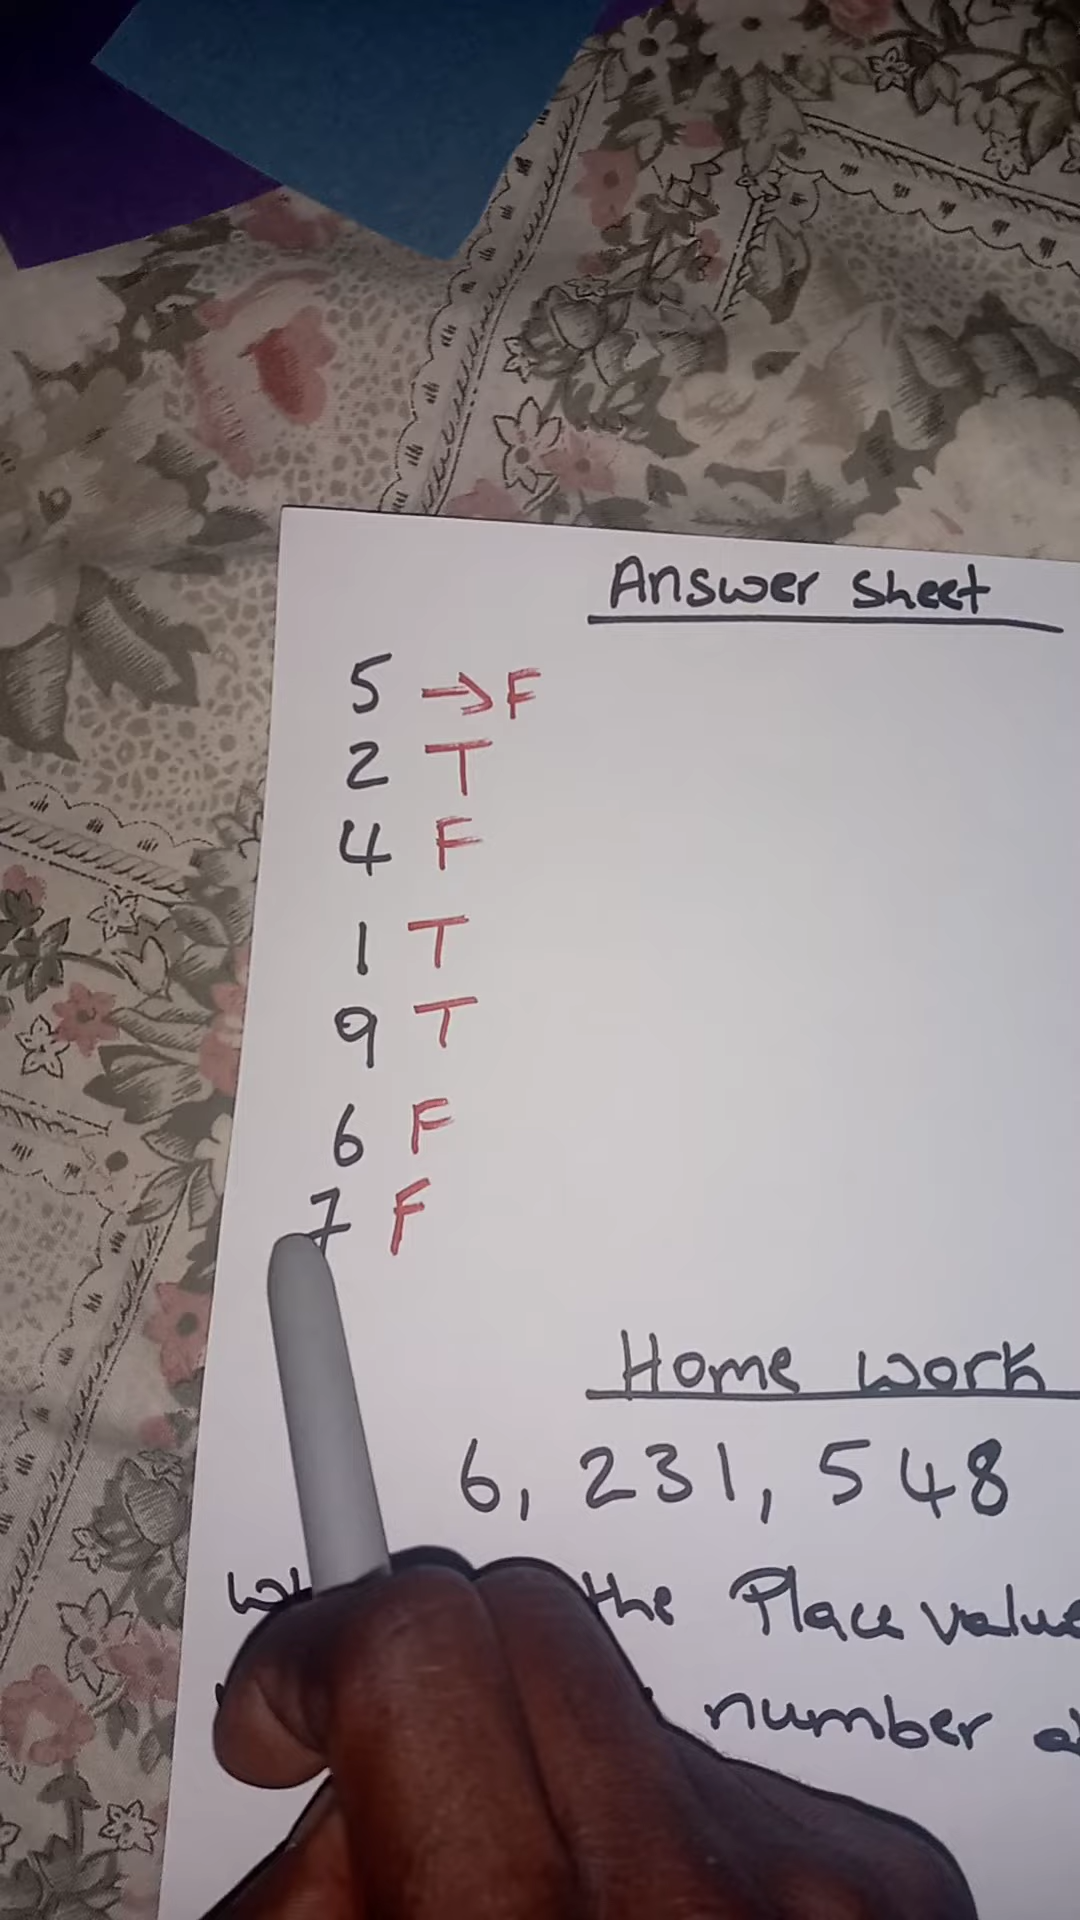 Answer Sheet
5 → F
2 T
4 F
1 T
9 T
6 F
7 F
Home work
6, 231, 548
the Place value
number